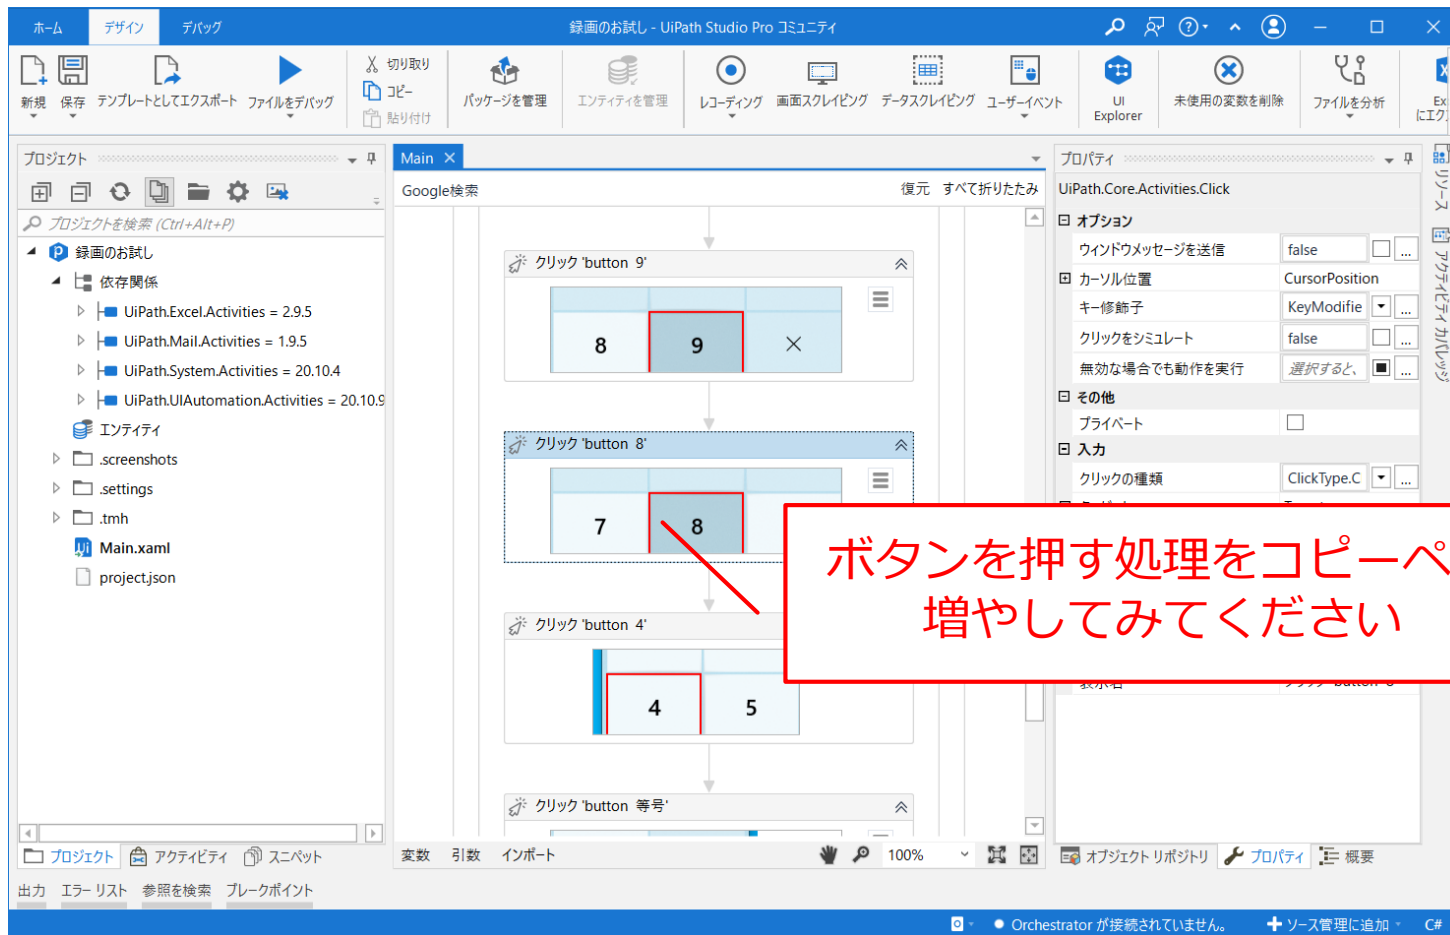 ホーム デザイン デバッグ 録画のお試し - UiPath Studio Pro コミュニティ
新規 保存 テンプレートとしてエクスポート ファイルをデバッグ 切り取り コピー 貼り付け パッケージを管理 エンティティを管理 レコーディング 画面スクレイピング データスクレイピング ユーザーイベント UI Explorer 未使用の変数を削除 ファイルを分析
プロジェクト
プロジェクトを検索 (Ctrl+Alt+P)
録画のお試し
依存関係
UiPath.Excel.Activities = 2.9.5
UiPath.Mail.Activities = 1.9.5
UiPath.System.Activities = 20.10.4
UiPath.UIAutomation.Activities = 20.10.9
エンティティ
.screenshots
.settings
.tmh
Main.xaml
project.json
プロジェクト アクティビティ スニペット
Main
Google検索 復元 すべて折りたたみ
クリック 'button 9'
8 9 ×
クリック 'button 8'
7 8
クリック 'button 4'
4 5
クリック 'button 等号'
変数 引数 インポート 100%
プロパティ
UiPath.Core.Activities.Click
オプション
ウィンドウメッセージを送信 false ...
カーソル位置 CursorPosition
キー修飾子 KeyModifie ...
クリックをシミュレート false ...
無効な場合でも動作を実行 選択すると、 ...
その他
プライベート
入力
クリックの種類 ClickType.C ...
ボタンを押す処理をコピーペ
増やしてみてください
オブジェクト リポジトリ プロパティ 概要
リソース
アクティビティ カバレッジ
出力 エラー リスト 参照を検索 ブレークポイント
Orchestrator が接続されていません。 ソース管理に追加 C#